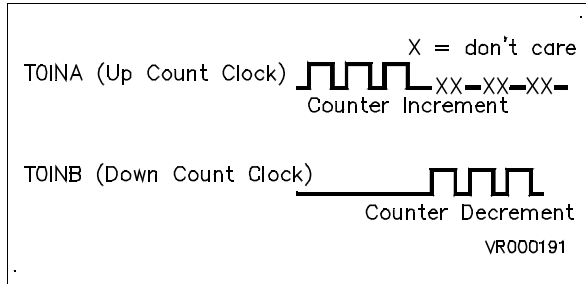 X = don't care
T0INA (Up Count Clock)
XX XX XX
Counter Increment
T0INB (Down Count Clock)
Counter Decrement
VR000191